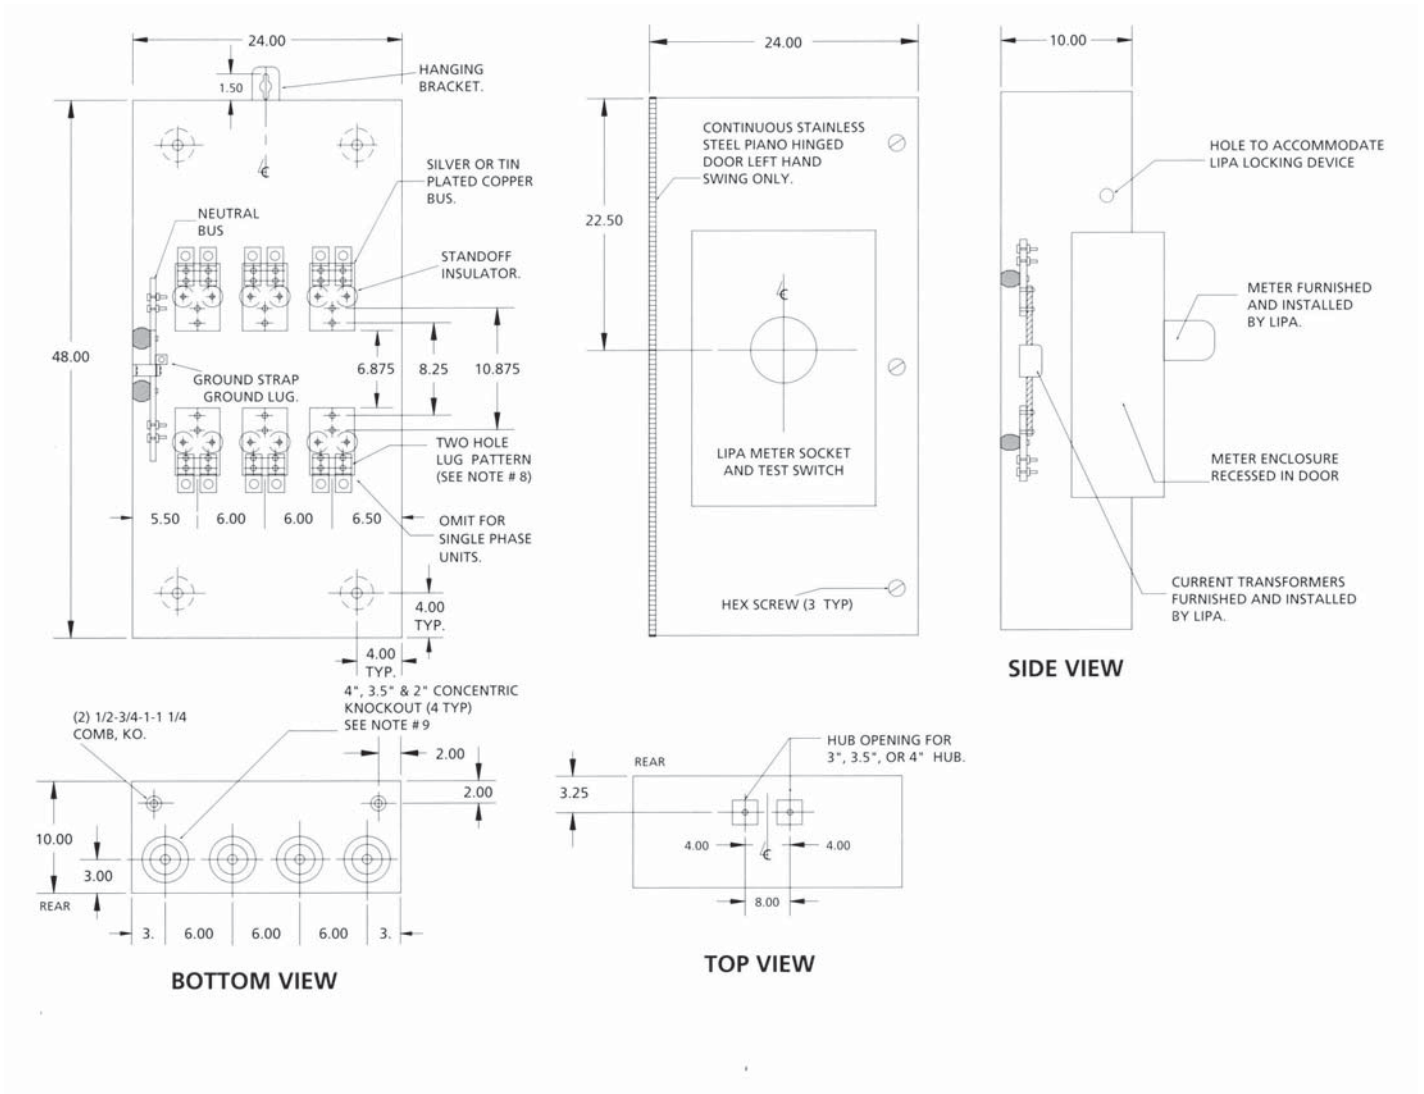 24.00
1.50
HANGING
BRACKET.
SILVER OR TIN
PLATED COPPER
BUS.
NEUTRAL
BUS
STANDOFF
INSULATOR.
48.00
6.875
8.25
10.875
GROUND STRAP
GROUND LUG.
TWO HOLE
LUG PATTERN
(SEE NOTE # 8)
5.50
6.00
6.00
6.50
OMIT FOR
SINGLE PHASE
UNITS.
4.00
TYP.
4.00
TYP.
24.00
CONTINUOUS STAINLESS
STEEL PIANO HINGED
DOOR LEFT HAND
SWING ONLY.
22.50
LIPA METER SOCKET
AND TEST SWITCH
HEX SCREW (3 TYP)
10.00
HOLE TO ACCOMMODATE
LIPA LOCKING DEVICE
METER FURNISHED
AND INSTALLED
BY LIPA.
METER ENCLOSURE
RECESSED IN DOOR
CURRENT TRANSFORMERS
FURNISHED AND INSTALLED
BY LIPA.
SIDE VIEW
4", 3.5" & 2" CONCENTRIC
KNOCKOUT (4 TYP)
SEE NOTE # 9
(2) 1/2-3/4-1-1 1/4
COMB, KO.
2.00
2.00
10.00
3.00
REAR
3.
6.00
6.00
6.00
3.
BOTTOM VIEW
HUB OPENING FOR
3", 3.5", OR 4" HUB.
REAR
3.25
4.00
4.00
8.00
TOP VIEW